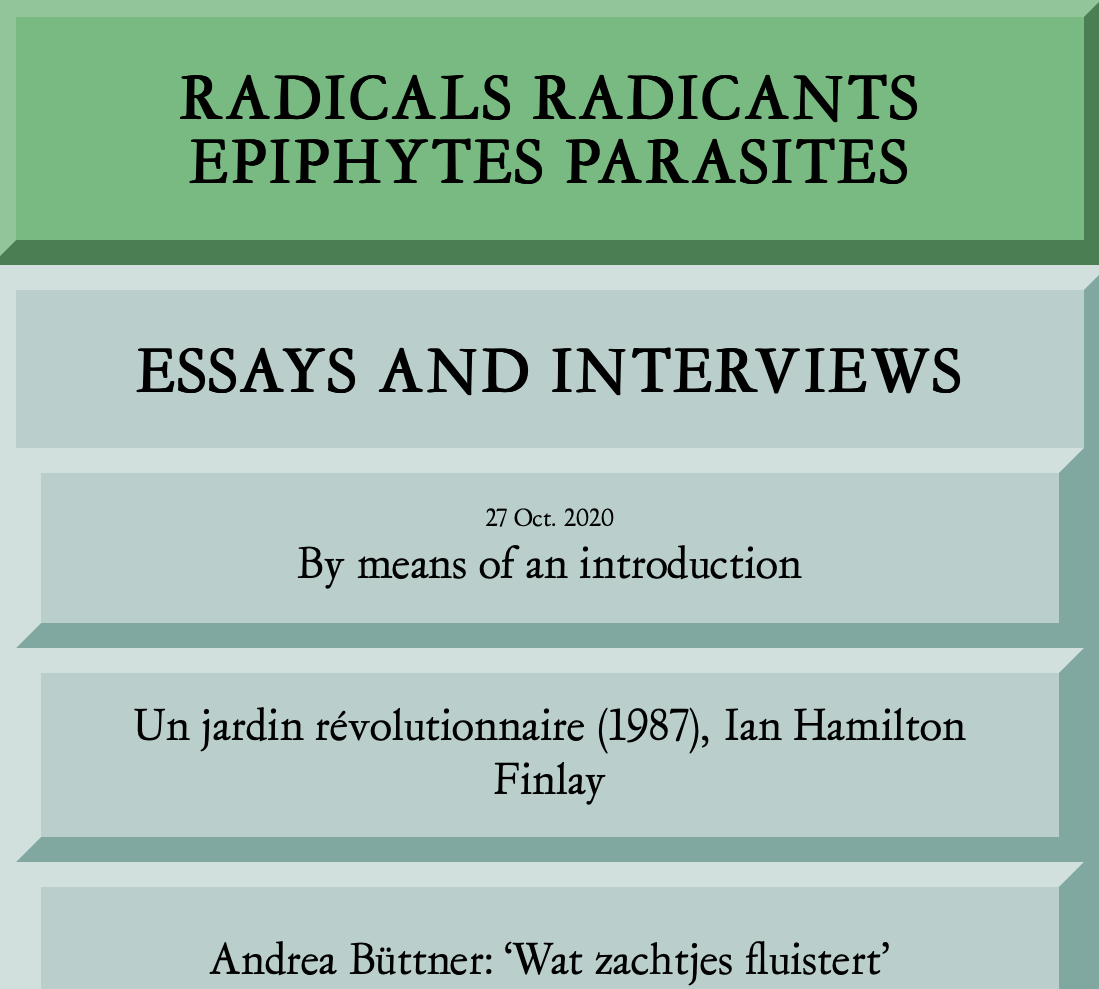 RADICALS RADICANTS
EPIPHYTES PARASITES
ESSAYS AND INTERVIEWS
27 Oct. 2020
By means of an introduction
Un jardin révolutionnaire (1987), Ian Hamilton
Finlay
Andrea Büttner: ‘Wat zachtjes fluistert’